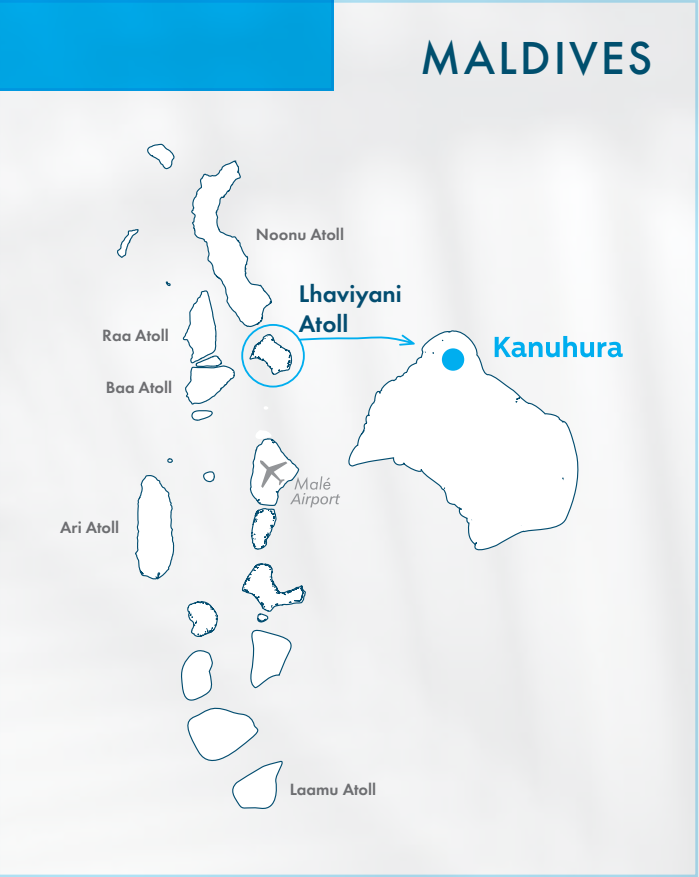 MALDIVES
Noonu Atoll
Lhaviyani
Atoll
Raa Atoll
Kanuhura
Baa Atoll
Malé
Airport
Ari Atoll
Laamu Atoll